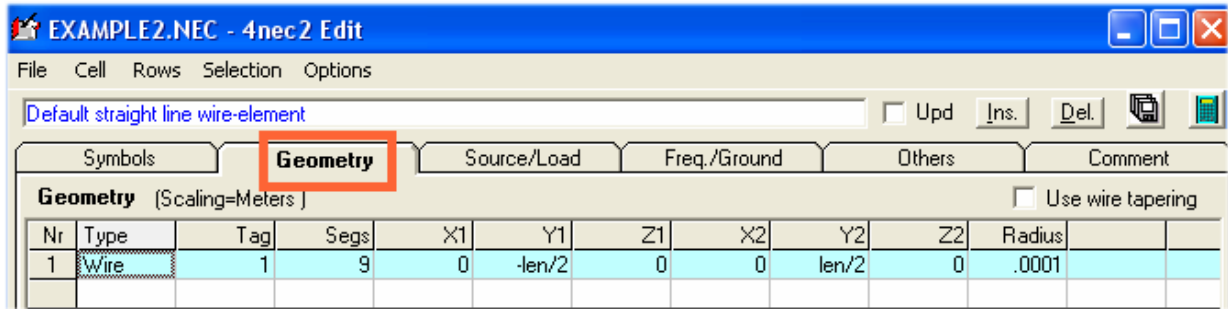 EXAMPLE2.NEC - 4nec2 Edit
File Cell Rows Selection Options
Default straight line wire-element Upd Ins. Del.
Symbols Geometry Source/Load Freq./Ground Others Comment
Geometry (Scaling=Meters ) Use wire tapering
Nr Type Tag Segs X1 Y1 Z1 X2 Y2 Z2 Radius
1 Wire 1 9 0 -len/2 0 0 len/2 0 .0001